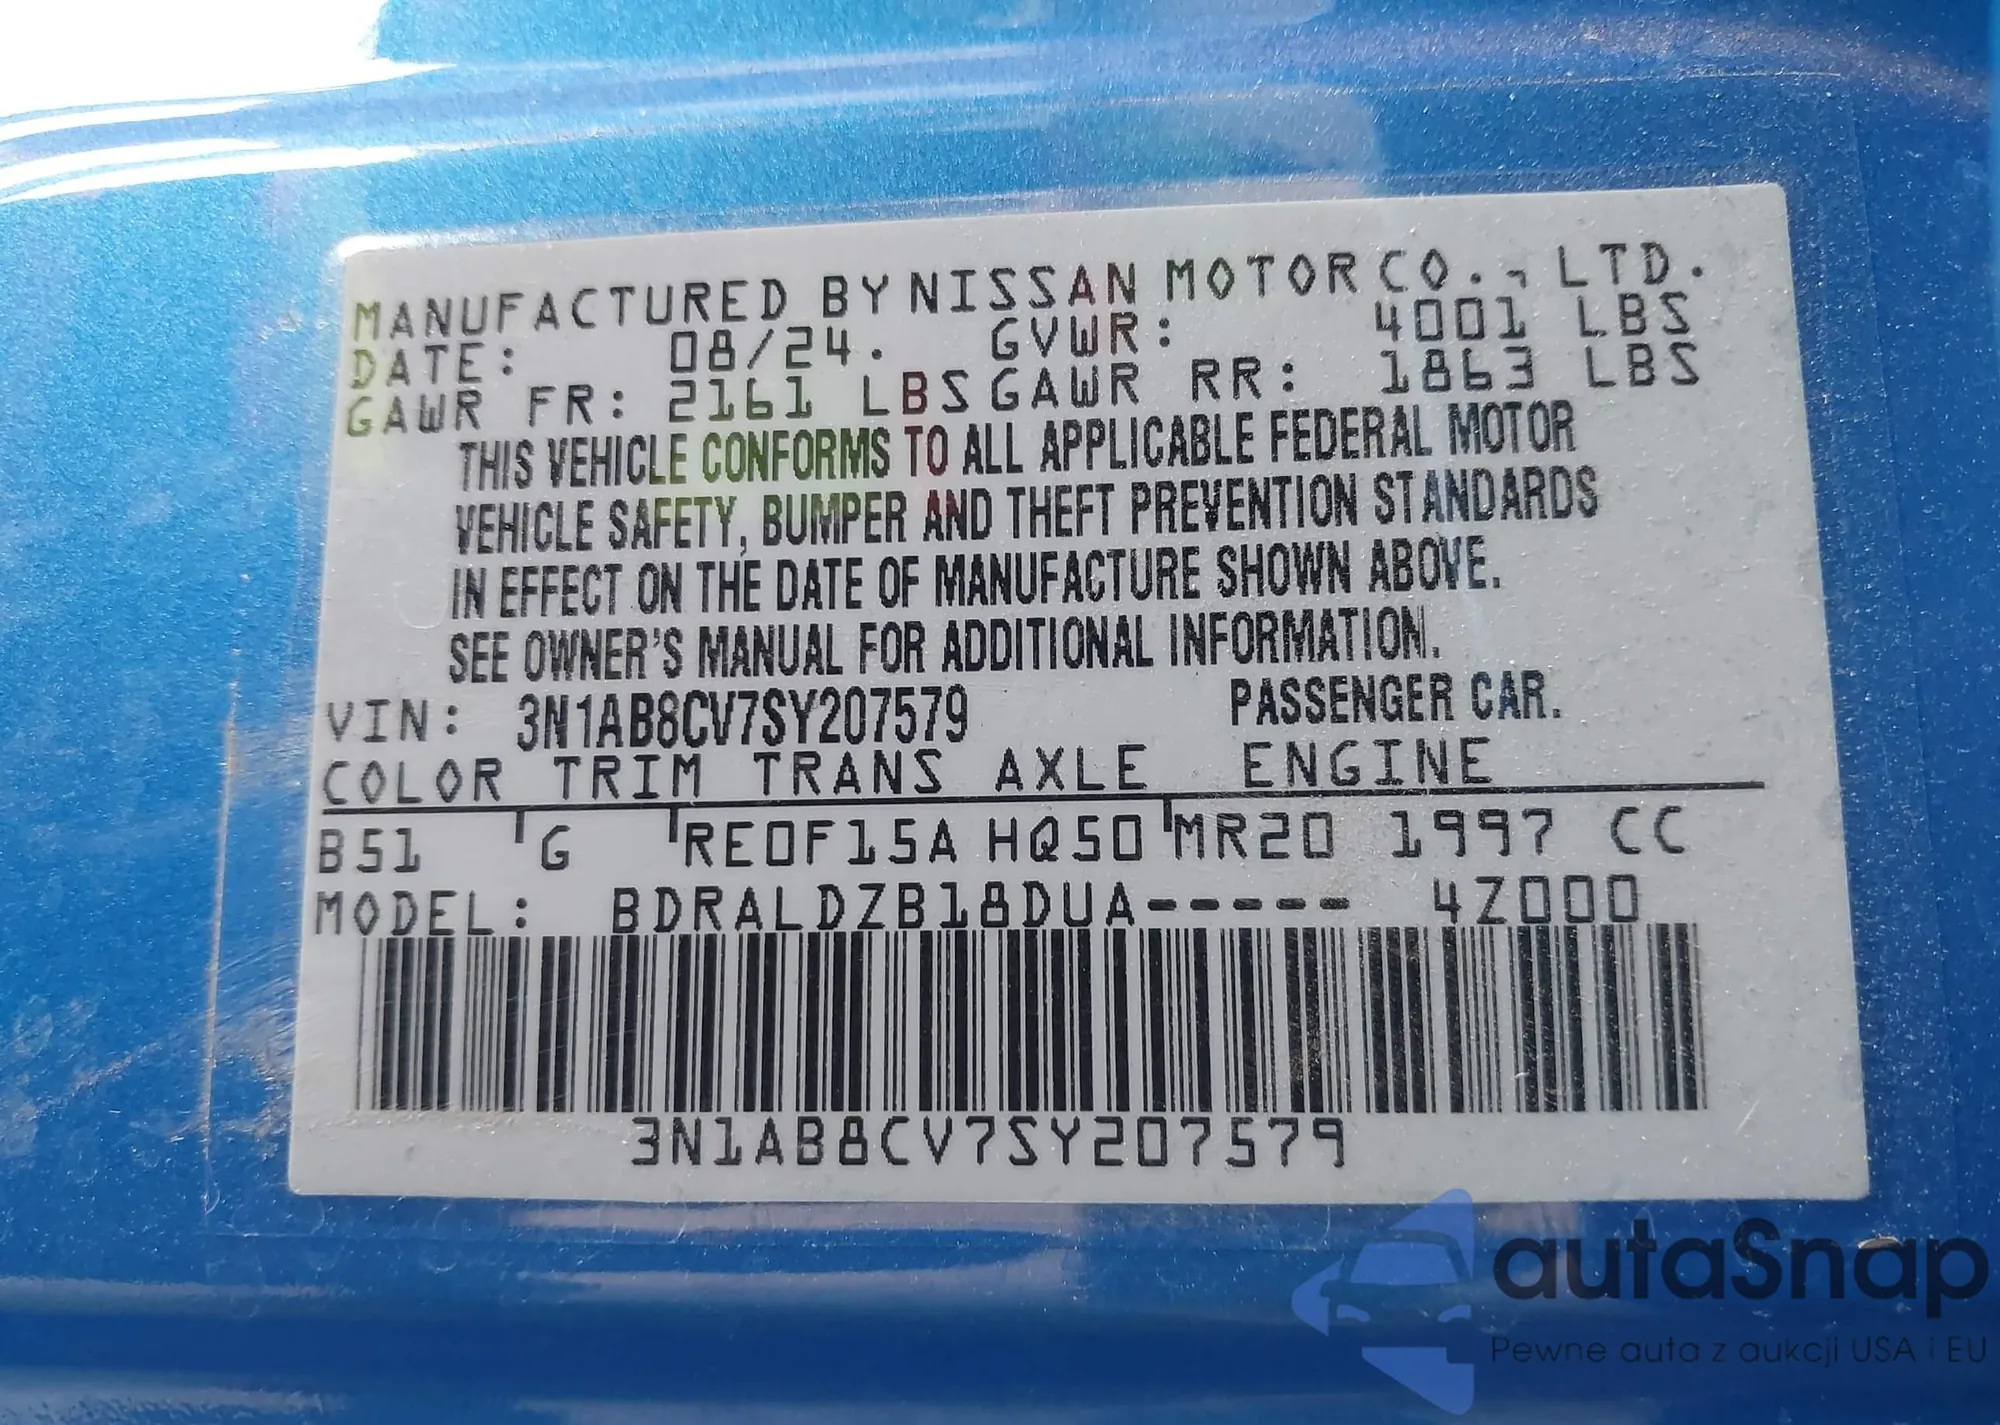 MANUFACTURED BY NISSAN MOTOR CO., LTD.
DATE: 08/24. GVWR: 4001 LBS
GAWR FR: 2161 LBS GAWR RR: 1863 LBS
THIS VEHICLE CONFORMS TO ALL APPLICABLE FEDERAL MOTOR
VEHICLE SAFETY, BUMPER AND THEFT PREVENTION STANDARDS
IN EFFECT ON THE DATE OF MANUFACTURE SHOWN ABOVE.
SEE OWNER'S MANUAL FOR ADDITIONAL INFORMATION.
VIN: 3N1AB8CV7SY207579 PASSENGER CAR.
COLOR TRIM TRANS AXLE ENGINE
B51 G RE0F15A HQ50 MR20 1997 CC
MODEL: BDRALDZB18DUA----- 4Z000
3N1AB8CV7SY207579
autaSnap
Pewne auta z aukcji USA i EU